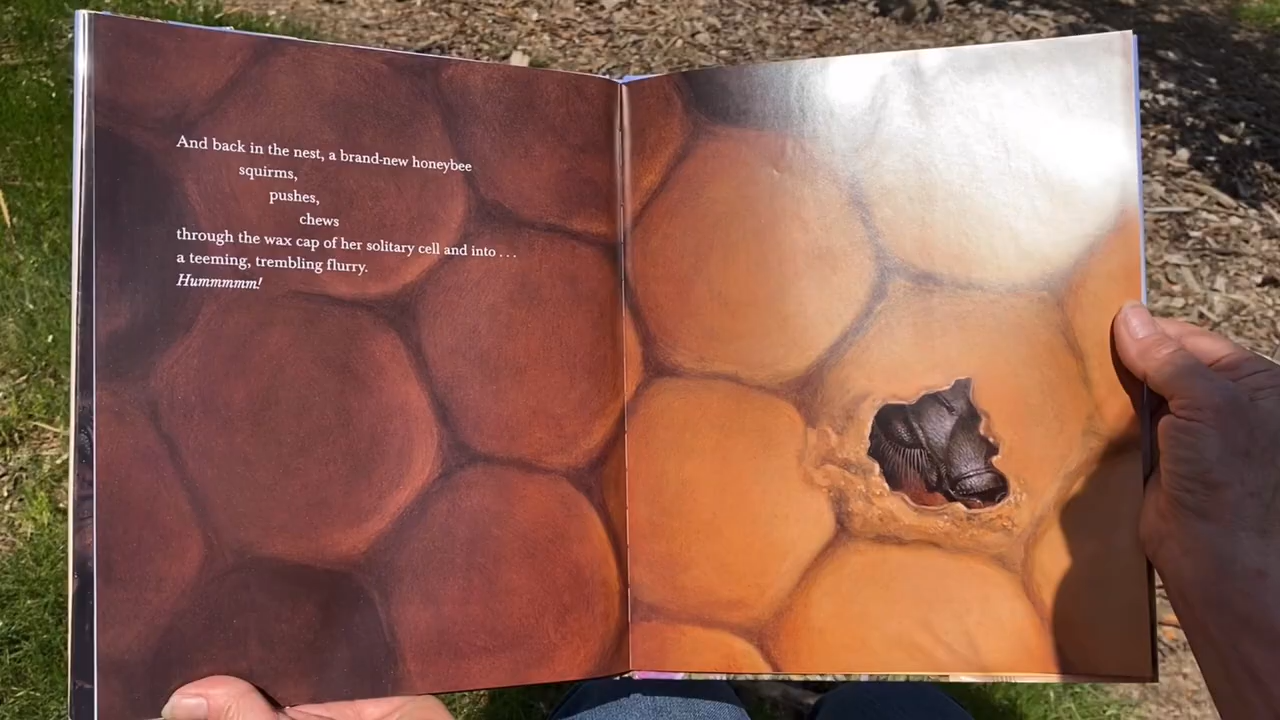 And back in the nest, a brand-new honeybee
squirms,
pushes,
chews
through the wax cap of her solitary cell and into . . .
a teeming, trembling flurry.
Hummmmm!